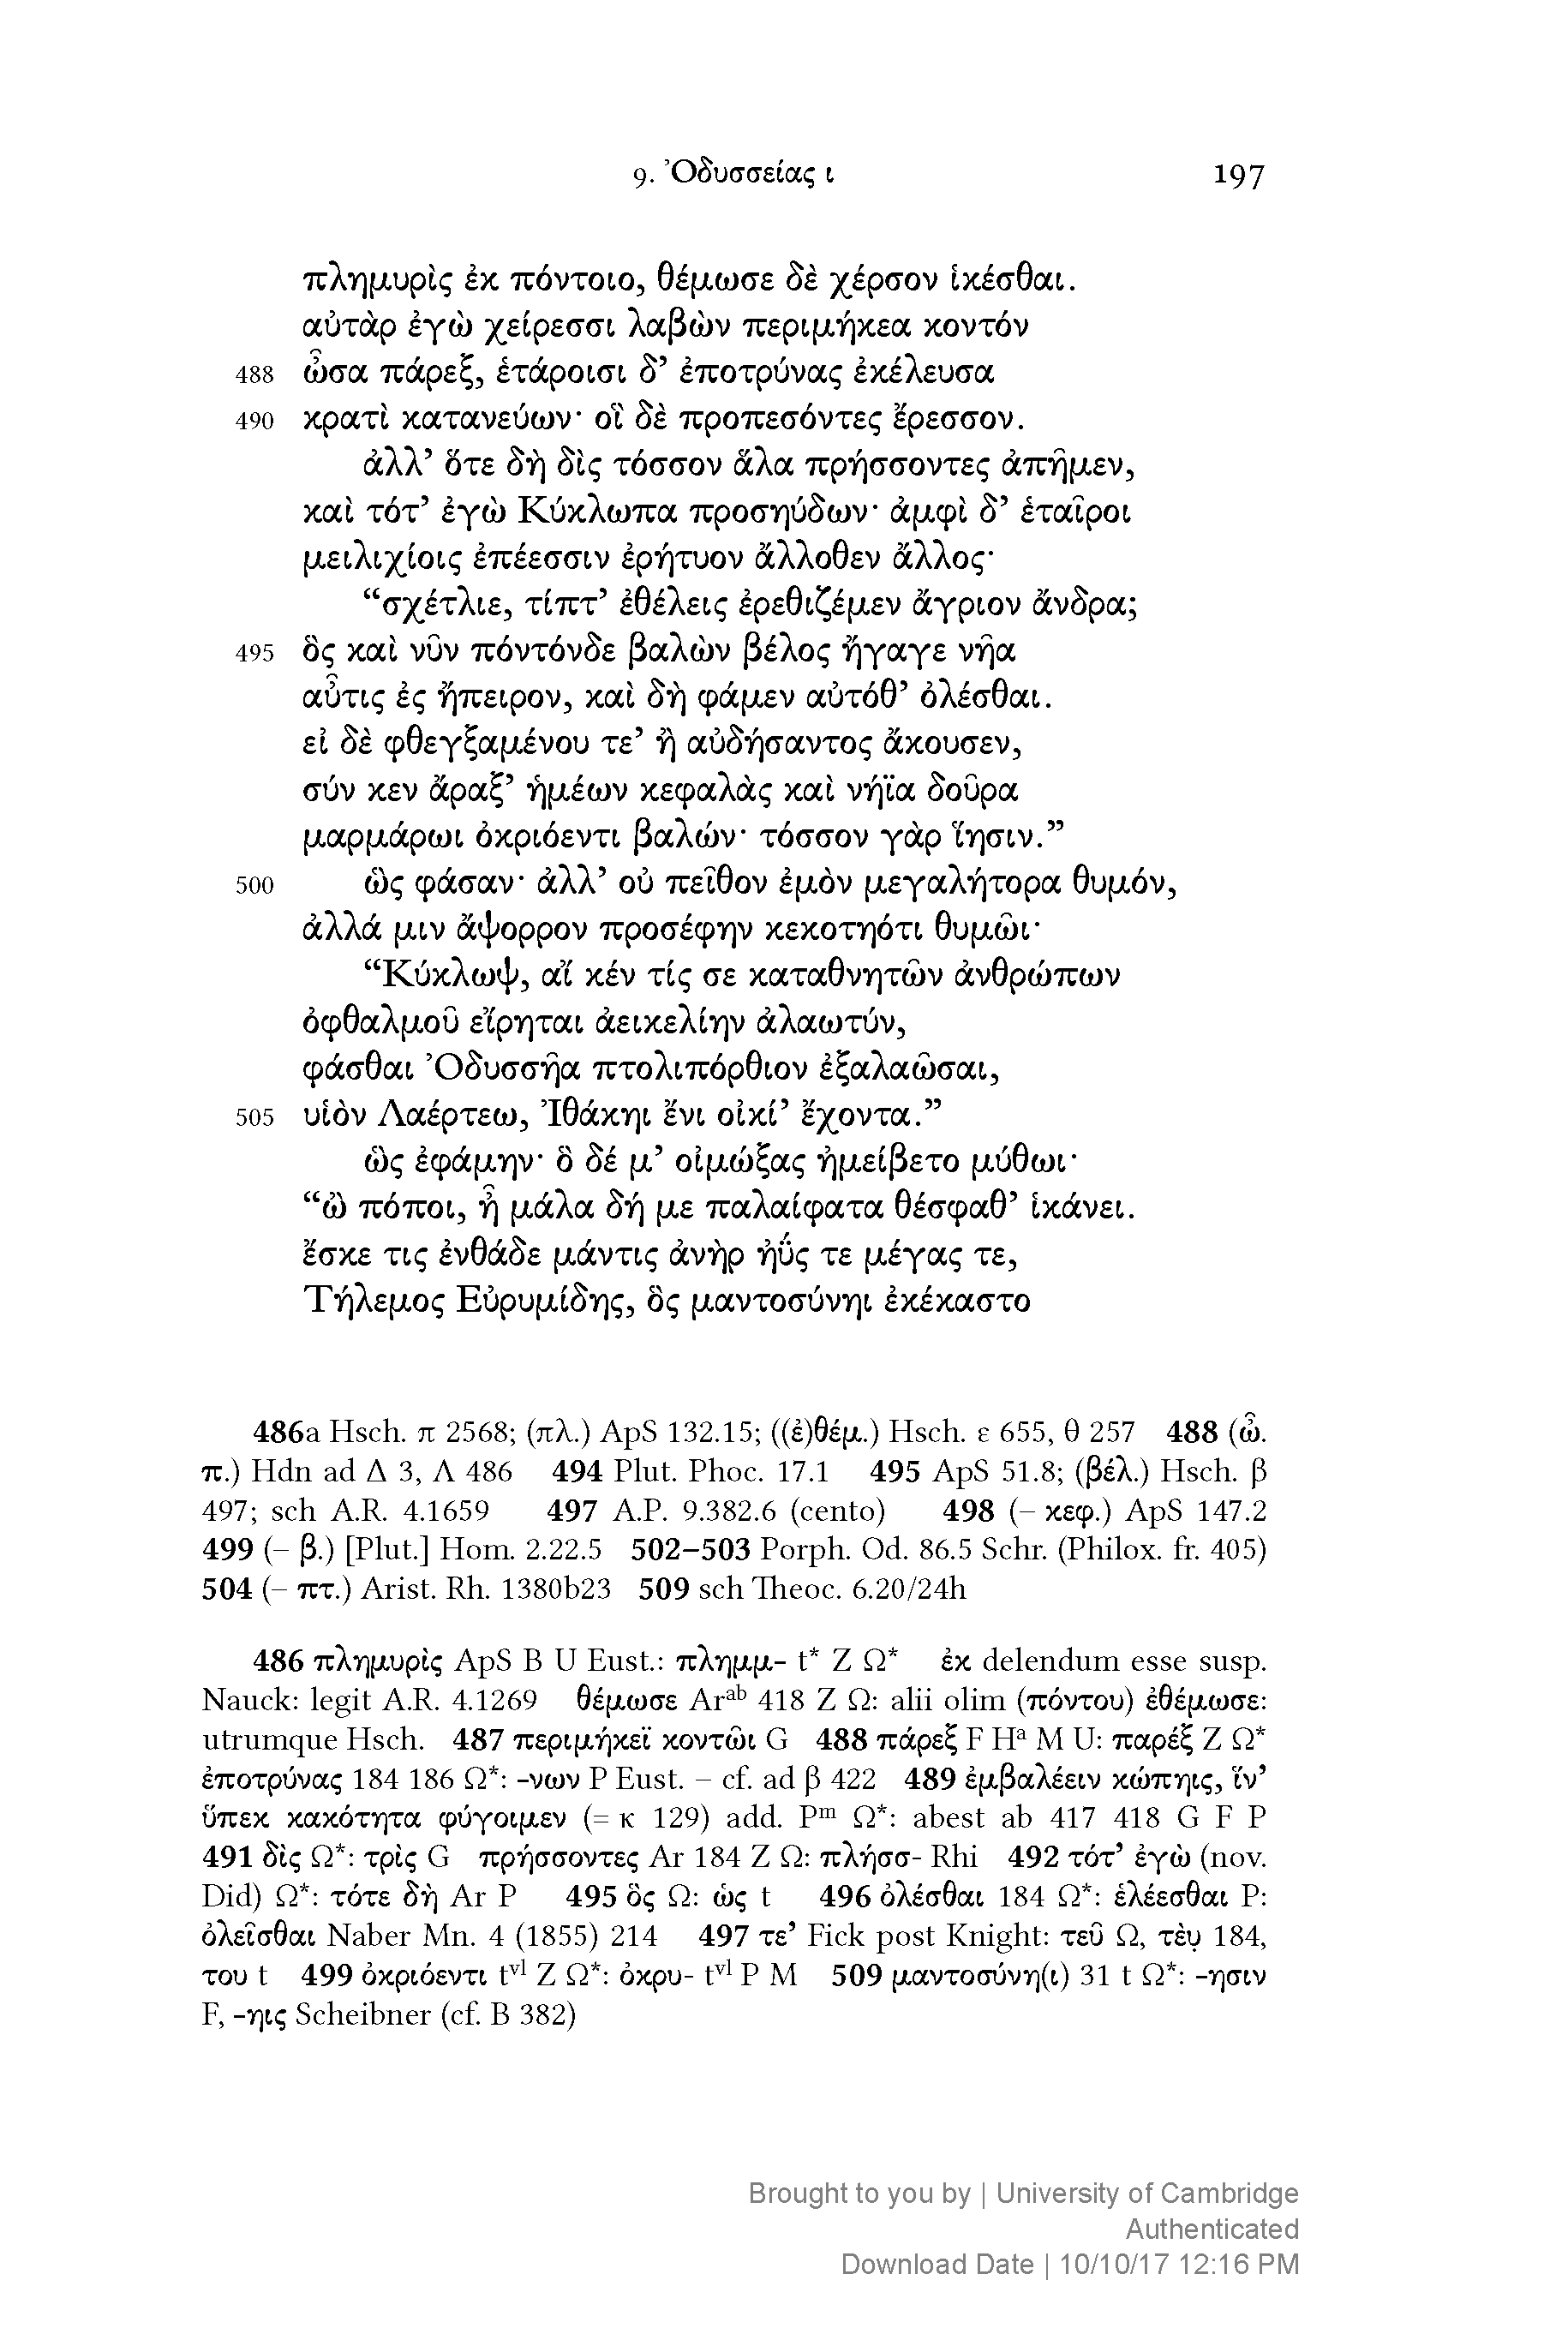 9. Ὀδυσσείας ι 197
πλημυρὶς ἐκ πόντοιο, θέμωσε δὲ χέρσον ἱκέσθαι.
αὐτὰρ ἐγὼ χείρεσσι λαβὼν περιμήκεα κοντόν
488 ὦσα πάρεξ, ἑτάροισι δ’ ἐποτρύνας ἐκέλευσα
490 κρατὶ κατανεύων· οἳ δὲ προπεσόντες ἔρεσσον.
ἀλλ’ ὅτε δὴ δὶς τόσσον ἅλα πρήσσοντες ἀπῆμεν,
καὶ τότ’ ἐγὼ Κύκλωπα προσηύδων· ἀμφὶ δ’ ἑταῖροι
μειλιχίοις ἐπέεσσιν ἐρήτυον ἄλλοθεν ἄλλος·
“σχέτλιε, τίπτ’ ἐθέλεις ἐρεθιζέμεν ἄγριον ἄνδρα;
495 ὃς καὶ νῦν πόντόνδε βαλὼν βέλος ἤγαγε νῆα
αὖτις ἐς ἤπειρον, καὶ δὴ φάμεν αὐτόθ’ ὀλέσθαι.
εἰ δὲ φθεγξαμένου τε’ ἢ αὐδήσαντος ἄκουσεν,
σύν κεν ἄραξ’ ἡμέων κεφαλὰς καὶ νήϊα δοῦρα
μαρμάρωι ὀκριόεντι βαλών· τόσσον γὰρ ἵησιν.”
500 ὣς φάσαν· ἀλλ’ οὐ πεῖθον ἐμὸν μεγαλήτορα θυμόν,
ἀλλά μιν ἄψορρον προσέφην κεκοτηότι θυμῶι·
“Κύκλωψ, αἴ κέν τίς σε καταθνητῶν ἀνθρώπων
ὀφθαλμοῦ εἴρηται ἀεικελίην ἀλαωτύν,
φάσθαι Ὀδυσσῆα πτολιπόρθιον ἐξαλαῶσαι,
505 υἱὸν Λαέρτεω, Ἰθάκηι ἔνι οἰκί’ ἔχοντα.”
ὣς ἐφάμην· ὃ δέ μ’ οἰμώξας ἠμείβετο μύθωι·
“ὢ πόποι, ἦ μάλα δή με παλαίφατα θέσφαθ’ ἱκάνει.
ἔσκε τις ἐνθάδε μάντις ἀνὴρ ἠΰς τε μέγας τε,
Τήλεμος Εὐρυμίδης, ὃς μαντοσύνηι ἐκέκαστο
486a Hsch. π 2568; (πλ.) ApS 132.15; ((ἐ)θέμ.) Hsch. ε 655, θ 257 488 (ὦ.
π.) Hdn ad Δ 3, Λ 486 494 Plut. Phoc. 17.1 495 ApS 51.8; (βέλ.) Hsch. β
497; sch A.R. 4.1659 497 A.P. 9.382.6 (cento) 498 (– κεφ.) ApS 147.2
499 (– β.) [Plut.] Hom. 2.22.5 502–503 Porph. Od. 86.5 Schr. (Philox. fr. 405)
504 (– πτ.) Arist. Rh. 1380b23 509 sch Theoc. 6.20/24h
486 πλημυρὶς ApS B U Eust.: πλημμ- t* Z Ω* ἐκ delendum esse susp.
Nauck: legit A.R. 4.1269 θέμωσε Arᵃᵇ 418 Z Ω: alii olim (πόντου) ἐθέμωσε:
utrumque Hsch. 487 περιμήκεϊ κοντῶι G 488 πάρεξ F Hᵃ M U: παρέξ Z Ω*
ἐποτρύνας 184 186 Ω*: -νων P Eust. – cf. ad β 422 489 ἐμβαλέειν κώπηις, ἵν’
ὕπεκ κακότητα φύγοιμεν (= κ 129) add. Pᵐ Ω*: abest ab 417 418 G F P
491 δὶς Ω*: τρὶς G πρήσσοντες Ar 184 Z Ω: πλήσσ- Rhi 492 τότ’ ἐγὼ (nov.
Did) Ω*: τότε δὴ Ar P 495 ὃς Ω: ὡς t 496 ὀλέσθαι 184 Ω*: ἑλέεσθαι P:
ὀλεῖσθαι Naber Mn. 4 (1855) 214 497 τε’ Fick post Knight: τεῦ Ω, τὲυ̣ 184,
του t 499 ὀκριόεντι tᵛˡ Z Ω*: ὀκρυ- tᵛˡ P M 509 μαντοσύνη(ι) 31 t Ω*: -ησιν
F, -ηις Scheibner (cf. B 382)
Brought to you by | University of Cambridge
Authenticated
Download Date | 10/10/17 12:16 PM